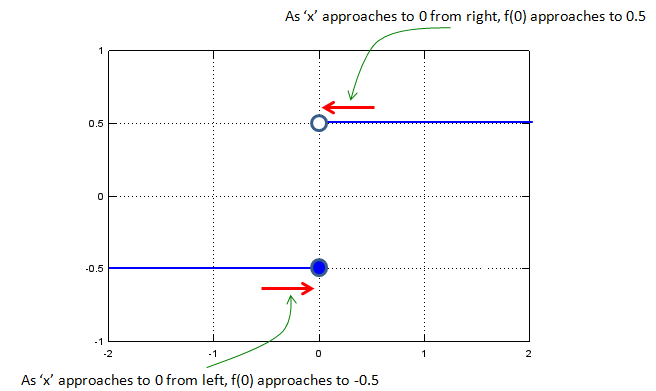 As ‘x’ approaches to 0 from right, f(0) approaches to 0.5
1
0.5
0
-0.5
-1
-2 -1 0 1 2
As ‘x’ approaches to 0 from left, f(0) approaches to -0.5